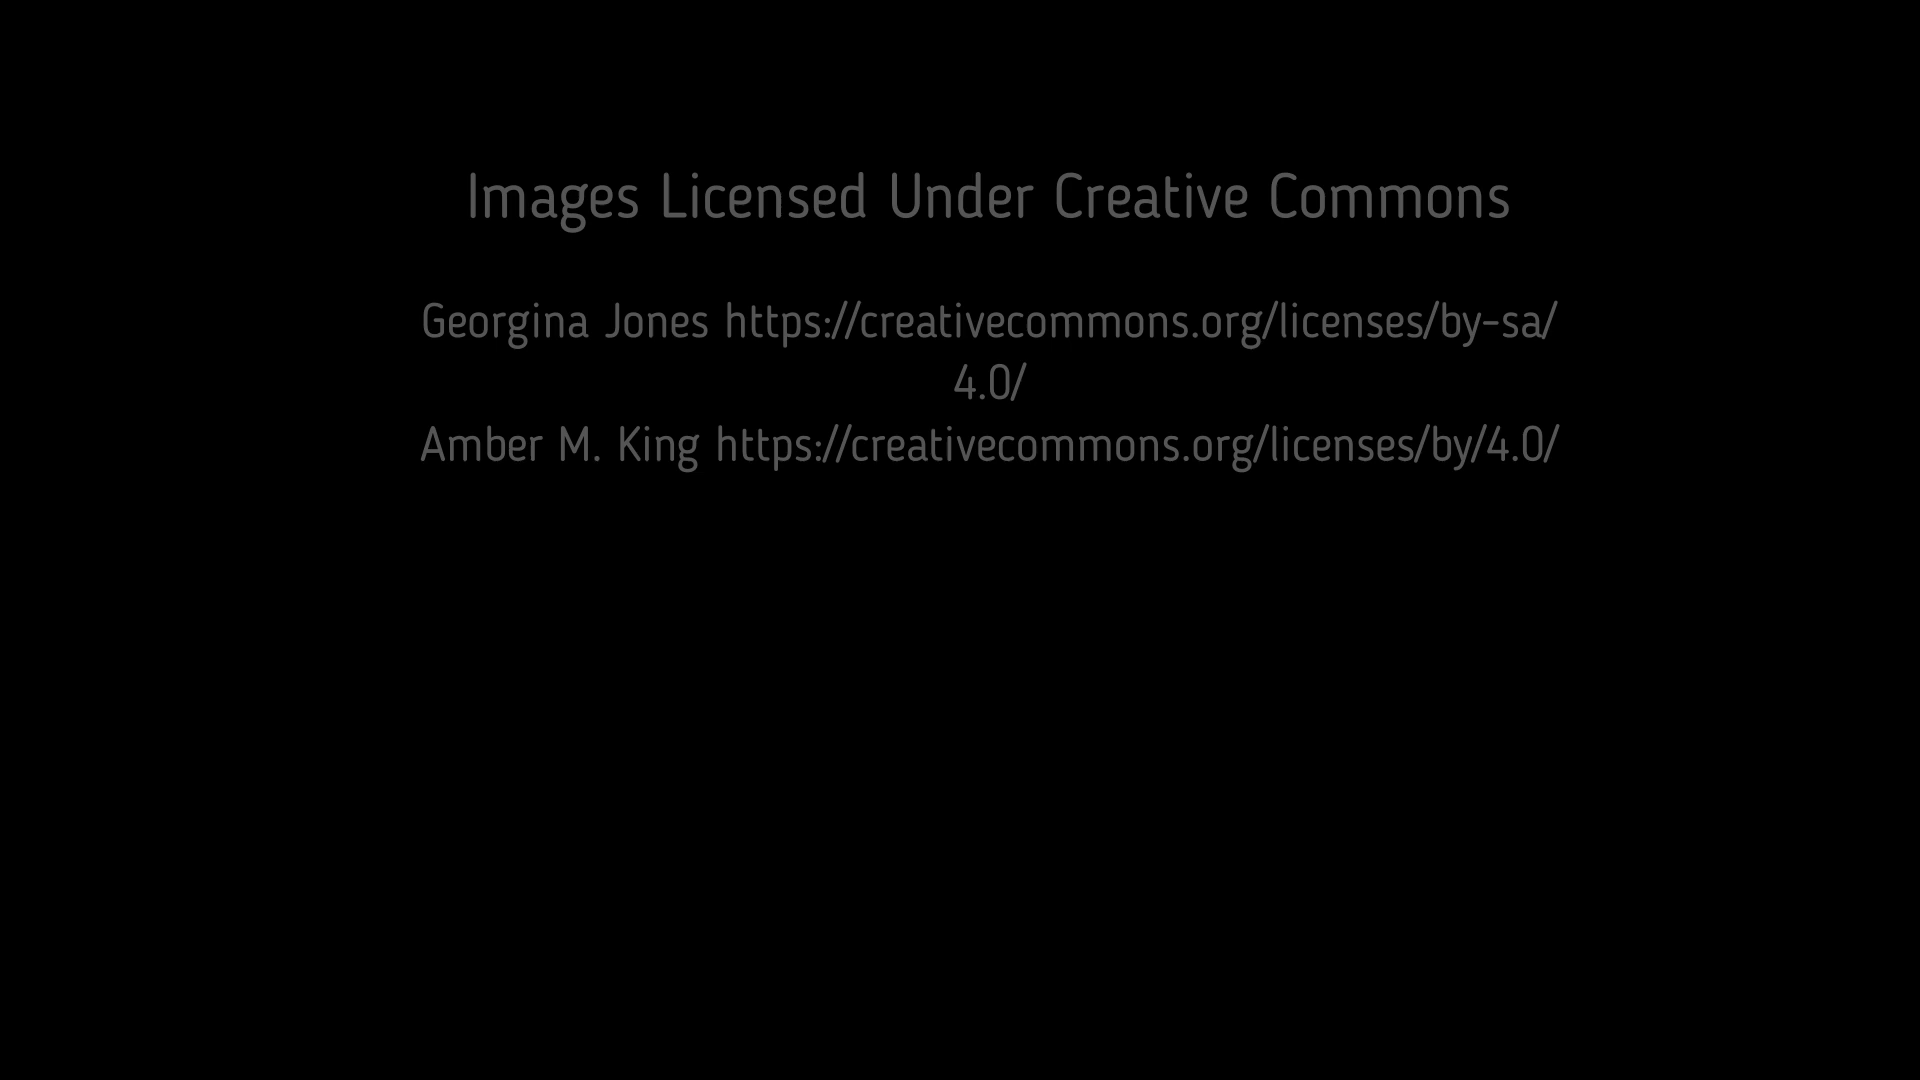 Images Licensed Under Creative Commons
Georgina Jones https://creativecommons.org/licenses/by-sa/
4.0/
Amber M. King https://creativecommons.org/licenses/by/4.0/